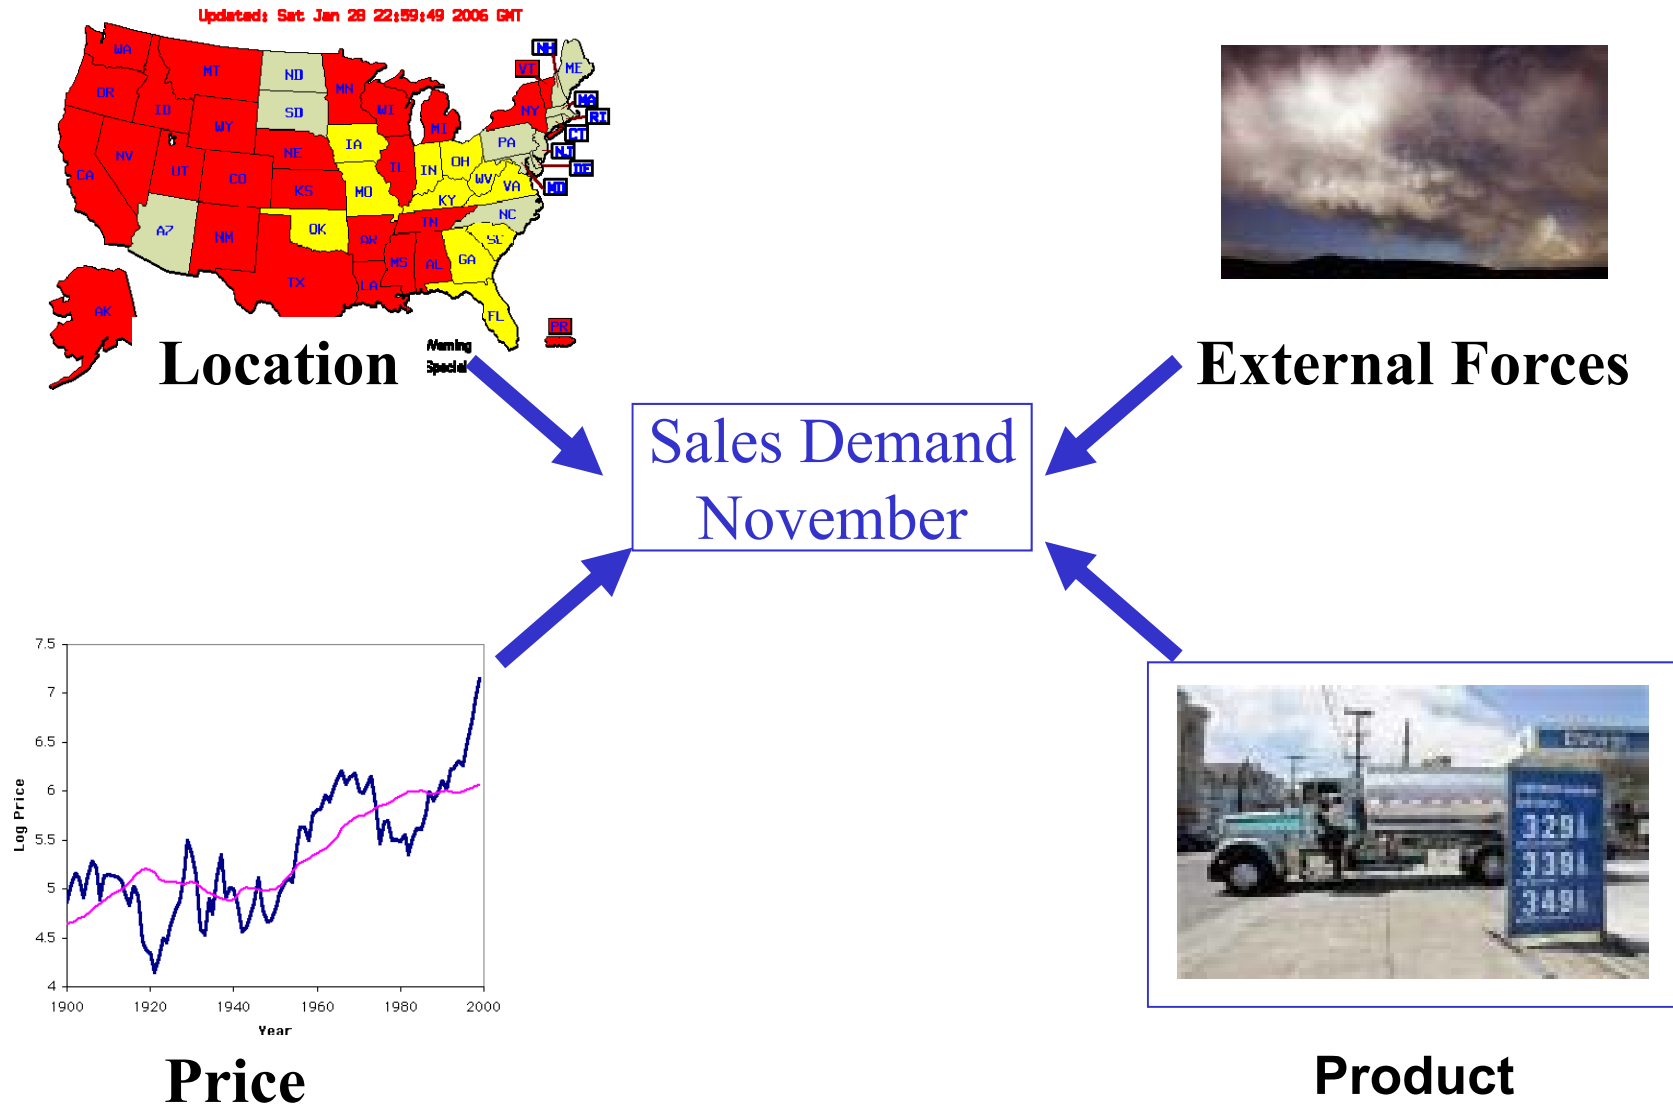 Updated: Sat Jan 28 22:59:49 2006 GMT
WA
MT
ND
MN
NH
VT
ME
OR
ID
SD
WI
NY
MA
RI
WY
MI
CT
NV
NE
IA
PA
NJ
CA
UT
CO
IL
IN
OH
WV
VA
DE
MD
KS
MO
KY
NC
AZ
NM
OK
AR
TN
SC
TX
LA
MS
AL
GA
AK
FL
PR
Warning
Special
Location
External Forces
Sales Demand
November
7.5
7
6.5
6
5.5
5
4.5
4
Log Price
1900 1920 1940 1960 1980 2000
Year
Price
329
339
349
Product